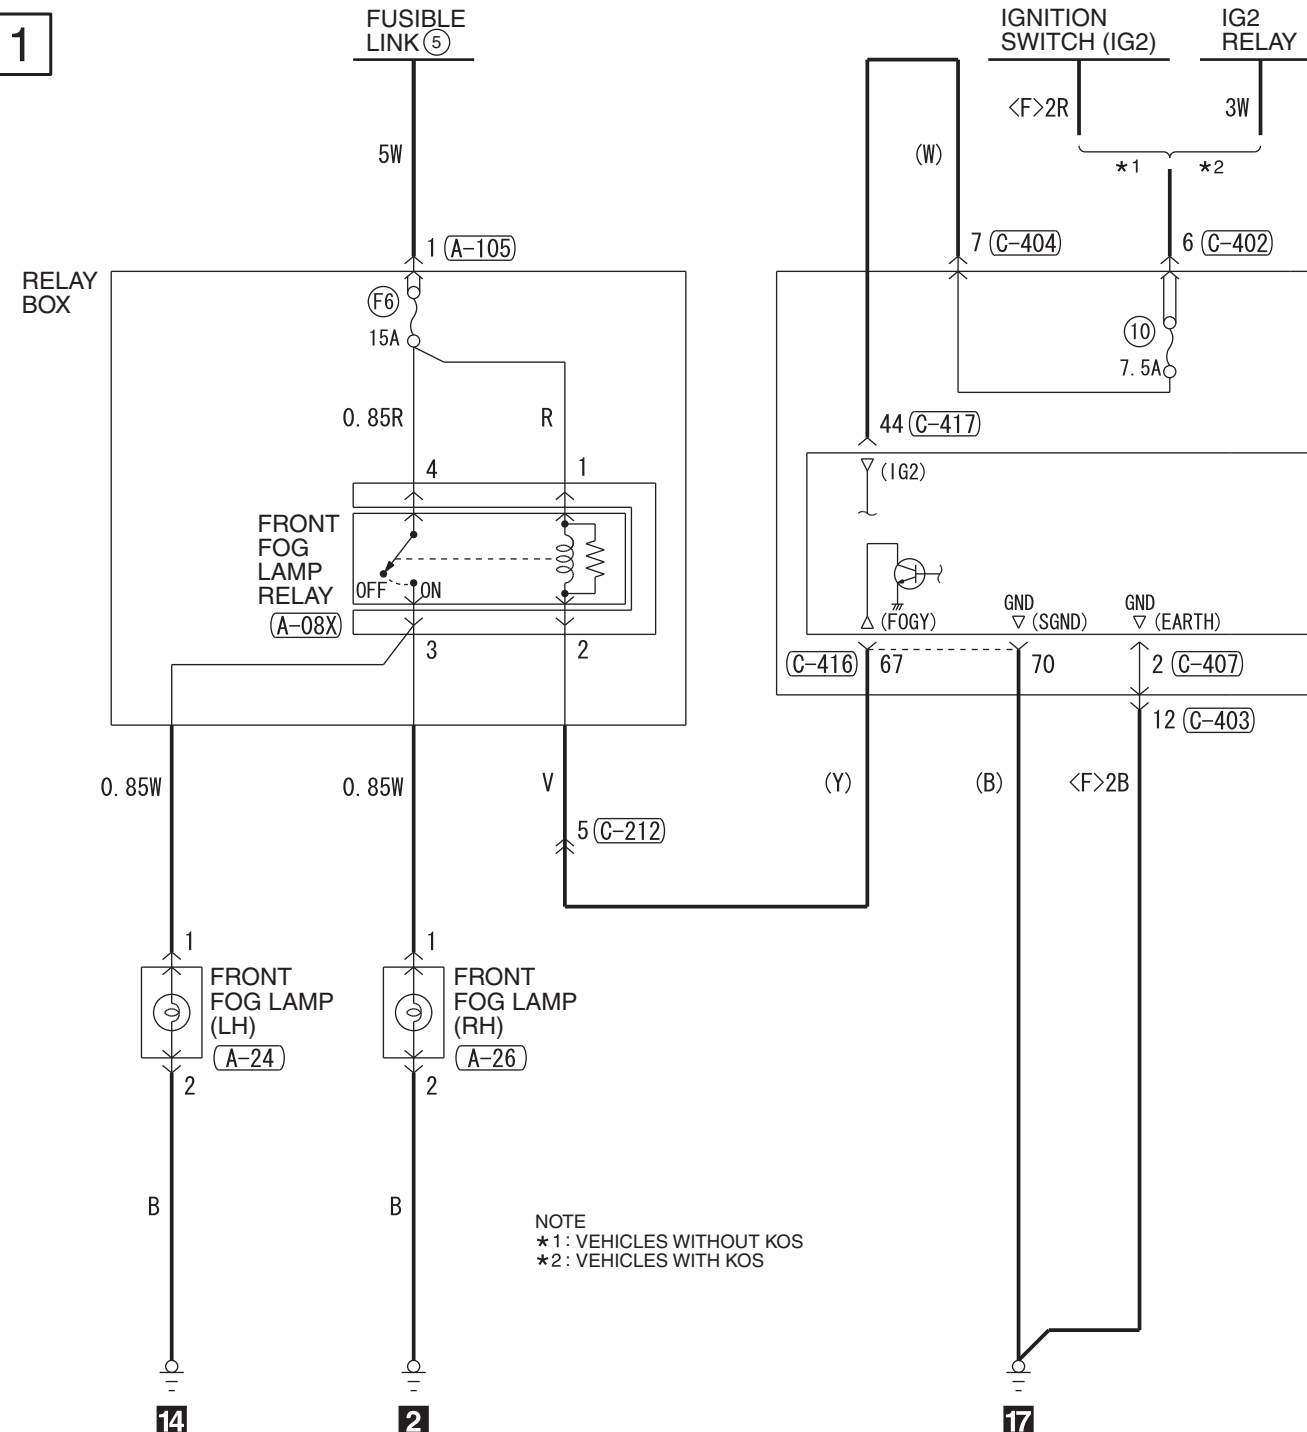 1
FUSIBLE
LINK 5
IGNITION
SWITCH (IG2)
IG2
RELAY
<F>2R
3W
5W
(W)
*1
*2
1 A-105
7 C-404
6 C-402
RELAY
BOX
F6
15A
10
7.5A
0.85R
R
44 C-417
4
1
(IG2)
FRONT
FOG
LAMP
RELAY
A-08X
OFF
ON
(FOGY)
GND
(SGND)
GND
(EARTH)
3
2
C-416 67
70
2 C-407
12 C-403
0.85W
0.85W
V
(Y)
(B)
<F>2B
5 C-212
1
1
FRONT
FOG LAMP
(LH)
A-24
FRONT
FOG LAMP
(RH)
A-26
2
2
B
B
NOTE
*1: VEHICLES WITHOUT KOS
*2: VEHICLES WITH KOS
14
2
17